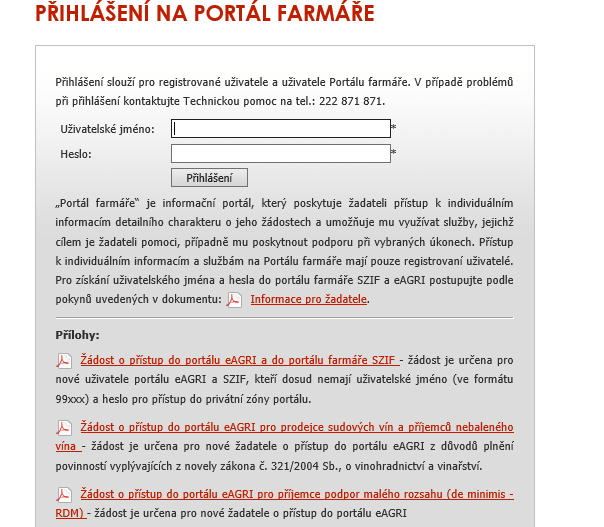 PŘIHLÁŠENÍ NA PORTÁL FARMÁŘE
Přihlášení slouží pro registrované uživatele a uživatele Portálu farmáře. V případě problémů
při přihlášení kontaktujte Technickou pomoc na tel.: 222 871 871.
Uživatelské jméno: *
Heslo: *
Přihlášení
„Portál farmáře“ je informační portál, který poskytuje žadateli přístup k individuálním
informacím detailního charakteru o jeho žádostech a umožňuje mu využívat služby, jejichž
cílem je žadateli pomoci, případně mu poskytnout podporu při vybraných úkonech. Přístup
k individuálním informacím a službám na Portálu farmáře mají pouze registrovaní uživatelé.
Pro získání uživatelského jména a hesla do portálu farmáře SZIF a eAGRI postupujte podle
pokynů uvedených v dokumentu: Informace pro žadatele.
Přílohy:
Žádost o přístup do portálu eAGRI a do portálu farmáře SZIF - žádost je určena pro
nové uživatele portálu eAGRI a SZIF, kteří dosud nemají uživatelské jméno (ve formátu
99xxx) a heslo pro přístup do privátní zóny portálu.
Žádost o přístup do portálu eAGRI pro prodejce sudových vín a příjemců nebaleného
vína - žádost je určena pro nové žadatele o přístup do portálu eAGRI z důvodů plnění
povinností vyplývajících z novely zákona č. 321/2004 Sb., o vinohradnictví a vinařství.
Žádost o přístup do portálu eAGRI pro příjemce podpor malého rozsahu (de minimis -
RDM) - žádost je určena pro nové žadatele o přístup do portálu eAGRI